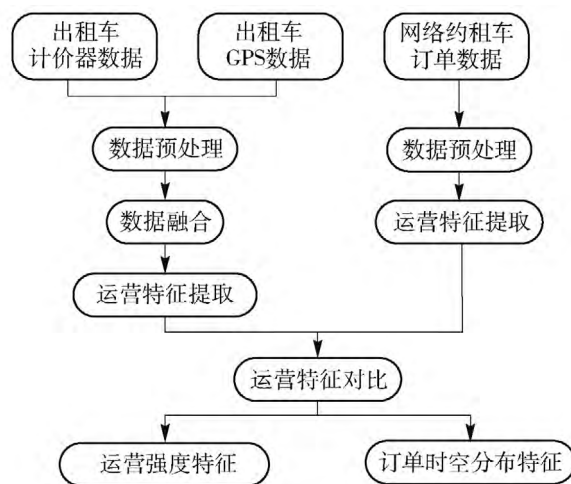 出租车
计价器数据
出租车
GPS数据
网络约租车
订单数据
数据预处理
数据预处理
数据融合
运营特征提取
运营特征提取
运营特征对比
运营强度特征
订单时空分布特征